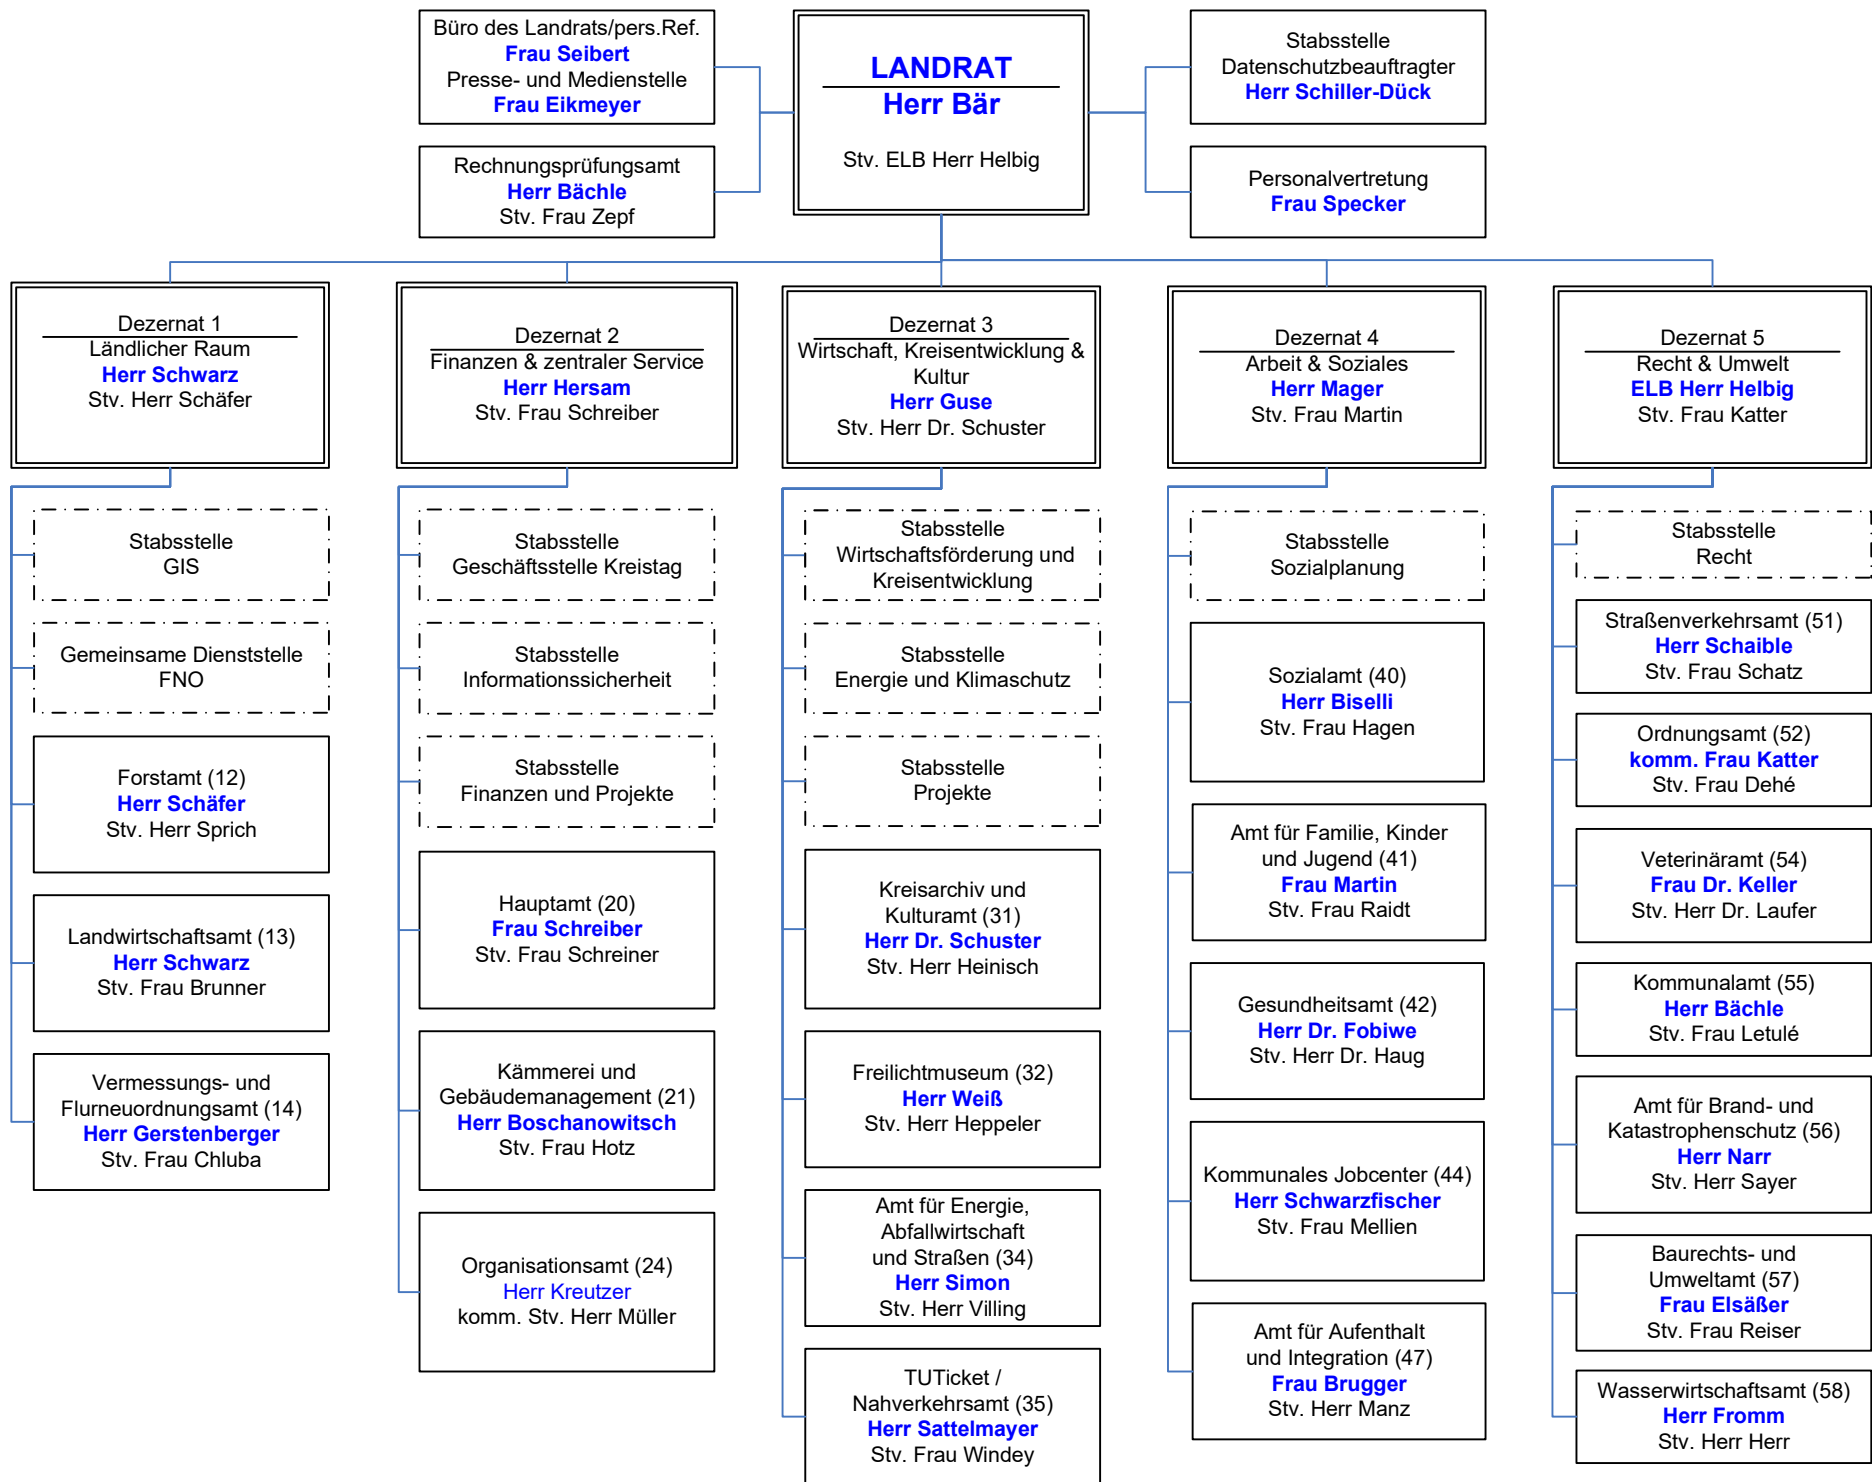 Büro des Landrats/pers.Ref.
Frau Seibert
Presse- und Medienstelle
Frau Eikmeyer
Rechnungsprüfungsamt
Herr Bächle
Stv. Frau Zepf
LANDRAT
Herr Bär
Stv. ELB Herr Helbig
Stabsstelle
Datenschutzbeauftragter
Herr Schiller-Dück
Personalvertretung
Frau Specker
Dezernat 1
Ländlicher Raum
Herr Schwarz
Stv. Herr Schäfer
Stabsstelle
GIS
Gemeinsame Dienststelle
FNO
Forstamt (12)
Herr Schäfer
Stv. Herr Sprich
Landwirtschaftsamt (13)
Herr Schwarz
Stv. Frau Brunner
Vermessungs- und
Flurneuordnungsamt (14)
Herr Gerstenberger
Stv. Frau Chluba
Dezernat 2
Finanzen & zentraler Service
Herr Hersam
Stv. Frau Schreiber
Stabsstelle
Geschäftsstelle Kreistag
Stabsstelle
Informationssicherheit
Stabsstelle
Finanzen und Projekte
Hauptamt (20)
Frau Schreiber
Stv. Frau Schreiner
Kämmerei und
Gebäudemanagement (21)
Herr Boschanowitsch
Stv. Frau Hotz
Organisationsamt (24)
Herr Kreutzer
komm. Stv. Herr Müller
Dezernat 3
Wirtschaft, Kreisentwicklung &
Kultur
Herr Guse
Stv. Herr Dr. Schuster
Stabsstelle
Wirtschaftsförderung und
Kreisentwicklung
Stabsstelle
Energie und Klimaschutz
Stabsstelle
Projekte
Kreisarchiv und
Kulturamt (31)
Herr Dr. Schuster
Stv. Herr Heinisch
Freilichtmuseum (32)
Herr Weiß
Stv. Herr Heppeler
Amt für Energie,
Abfallwirtschaft
und Straßen (34)
Herr Simon
Stv. Herr Villing
TUTicket /
Nahverkehrsamt (35)
Herr Sattelmayer
Stv. Frau Windey
Dezernat 4
Arbeit & Soziales
Herr Mager
Stv. Frau Martin
Stabsstelle
Sozialplanung
Sozialamt (40)
Herr Biselli
Stv. Frau Hagen
Amt für Familie, Kinder
und Jugend (41)
Frau Martin
Stv. Frau Raidt
Gesundheitsamt (42)
Herr Dr. Fobiwe
Stv. Herr Dr. Haug
Kommunales Jobcenter (44)
Herr Schwarzfischer
Stv. Frau Mellien
Amt für Aufenthalt
und Integration (47)
Frau Brugger
Stv. Herr Manz
Dezernat 5
Recht & Umwelt
ELB Herr Helbig
Stv. Frau Katter
Stabsstelle
Recht
Straßenverkehrsamt (51)
Herr Schaible
Stv. Frau Schatz
Ordnungsamt (52)
komm. Frau Katter
Stv. Frau Dehé
Veterinäramt (54)
Frau Dr. Keller
Stv. Herr Dr. Laufer
Kommunalamt (55)
Herr Bächle
Stv. Frau Letulé
Amt für Brand- und
Katastrophenschutz (56)
Herr Narr
Stv. Herr Sayer
Baurechts- und
Umweltamt (57)
Frau Elsäßer
Stv. Frau Reiser
Wasserwirtschaftsamt (58)
Herr Fromm
Stv. Herr Herr